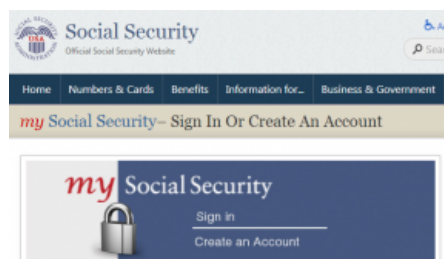 Social Security
Official Social Security Website
Home Numbers & Cards Benefits Information for... Business & Government
my Social Security– Sign In Or Create An Account
my Social Security
Sign in
Create an Account